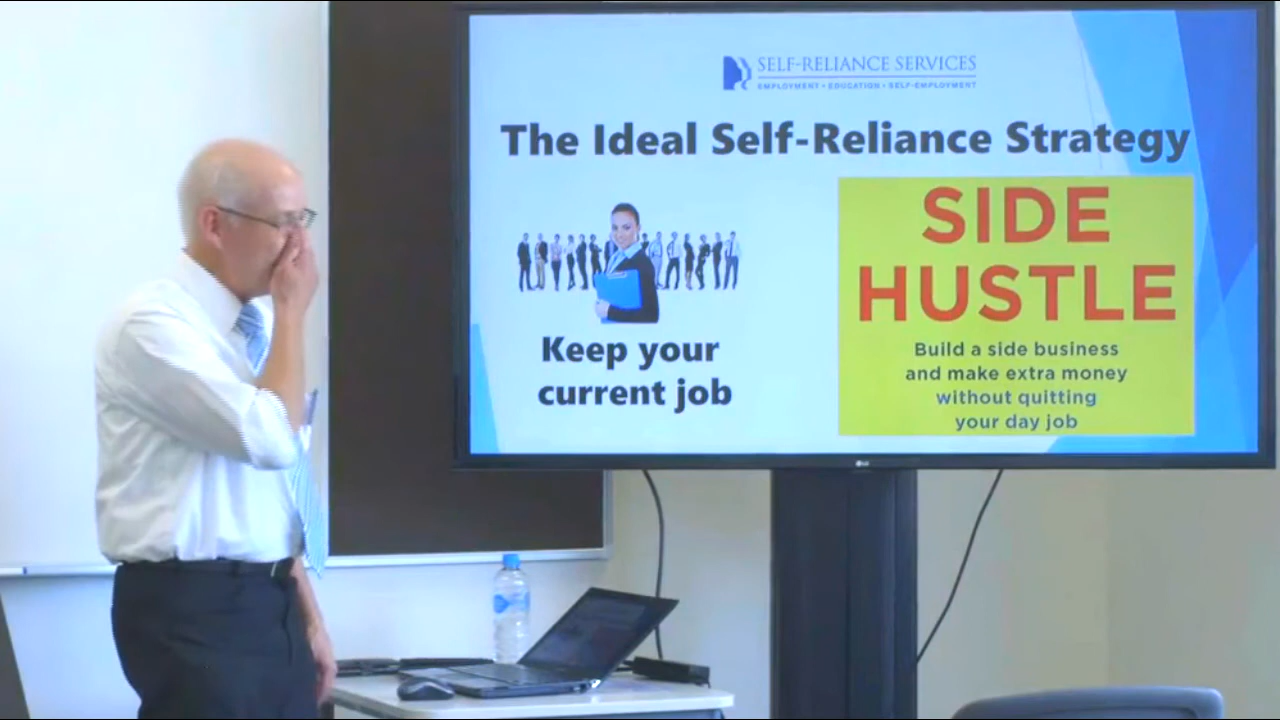 SELF-RELIANCE SERVICES
EMPLOYMENT • EDUCATION • SELF-EMPLOYMENT
The Ideal Self-Reliance Strategy
Keep your
current job
SIDE
HUSTLE
Build a side business
and make extra money
without quitting
your day job
LG